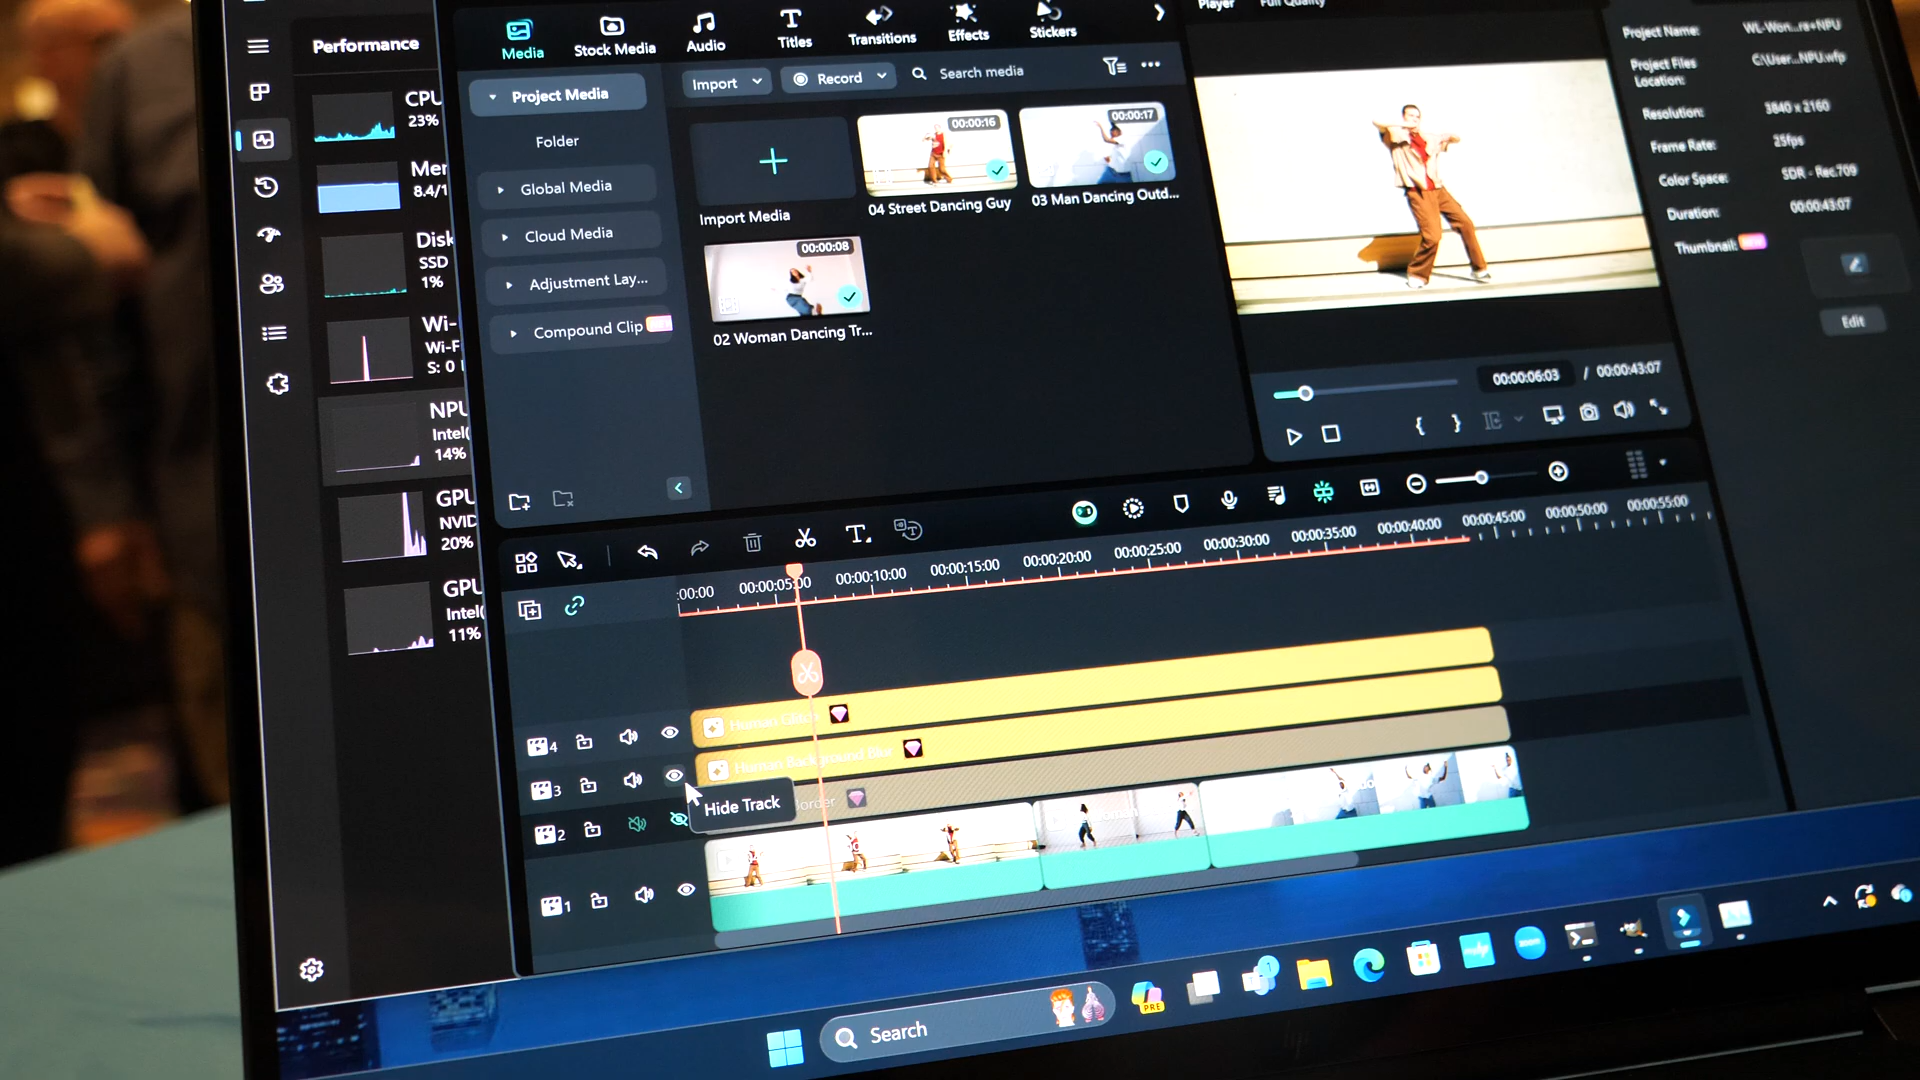 Performance
CPU
23%
8.4/1
SSD
1%
S: 0
NPU
Intel(
14%
GPU
NVID
20%
GPU
Intel(
11%
Media
Stock Media
Audio
Titles
Transitions
Effects
Stickers
Player
Full Quality
Project Media
Folder
Global Media
Cloud Media
Adjustment Lay...
Compound Clip
Import
Record
Search media
Import Media
00:00:16
04 Street Dancing Guy
00:00:17
03 Man Dancing Outd...
00:00:08
02 Woman Dancing Tr...
Project Name: WL-Won...ra+NPU
Project Files Location: C:\User...NPU.wfp
Resolution: 3840 x 2160
Frame Rate: 25fps
Color Space: SDR - Rec.709
Duration: 00:00:43:07
Thumbnail:
Edit
00:00:06:03 / 00:00:43:07
:00:00 00:00:05:00 00:00:10:00 00:00:15:00 00:00:20:00 00:00:25:00 00:00:30:00 00:00:35:00 00:00:40:00 00:00:45:00 00:00:50:00 00:00:55:00
4
Human Glitch
3
Human Background Blur
Hide Track
2
1
Search
PRE
zoom